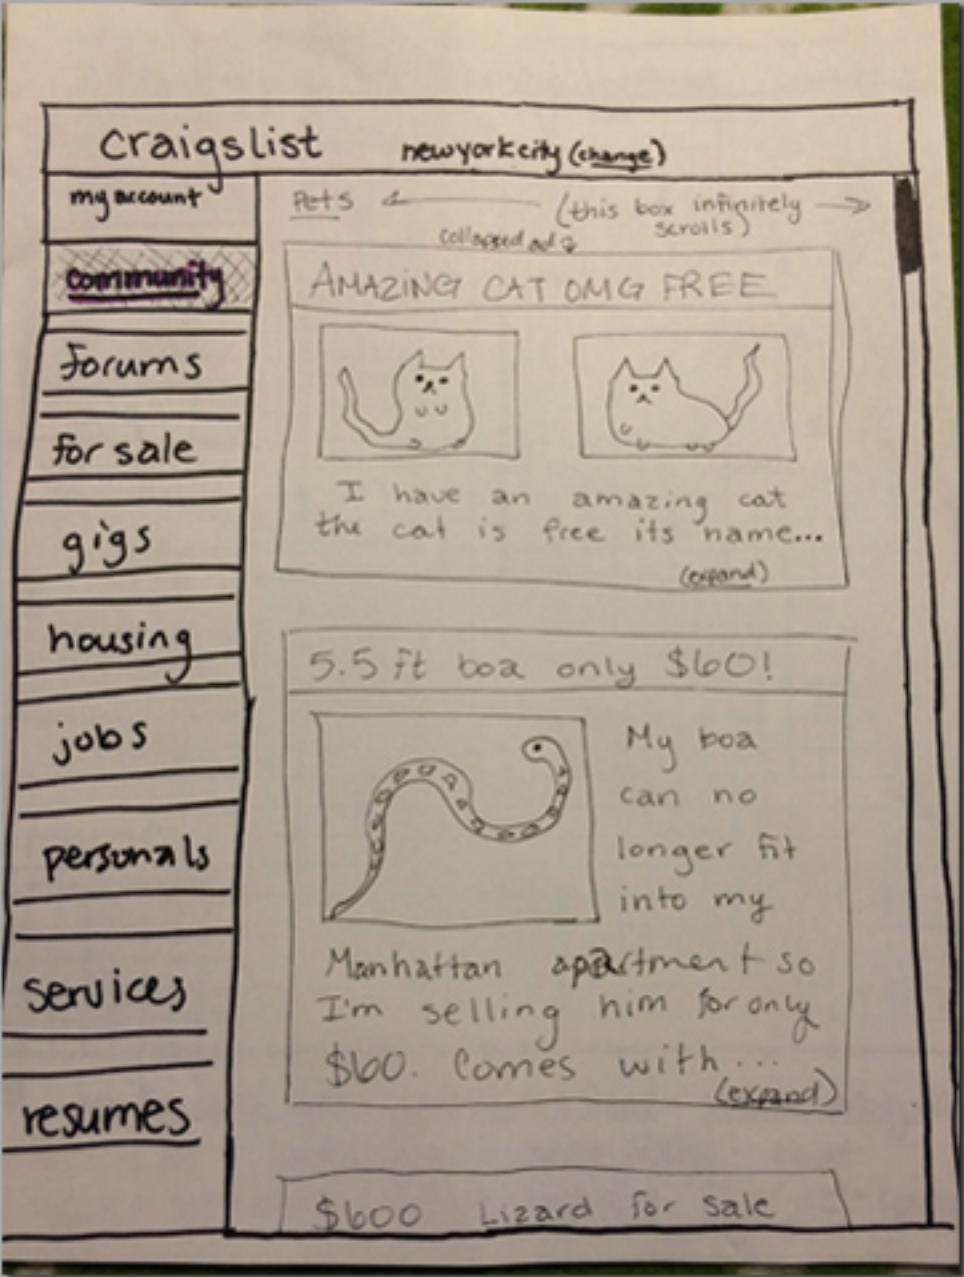 craigslist
newyorkcity (change)
my account
community
forums
for sale
gigs
housing
jobs
personals
services
resumes
Pets
(this box infinitely
scrolls)
collapsed ad
AMAZING CAT OMG FREE
I have an amazing cat
the cat is free its name...
(expand)
5.5 ft boa only $60!
My boa
can no
longer fit
into my
Manhattan apartment so
I'm selling him for only
$60. Comes with ...
(expand)
$600 Lizard for sale